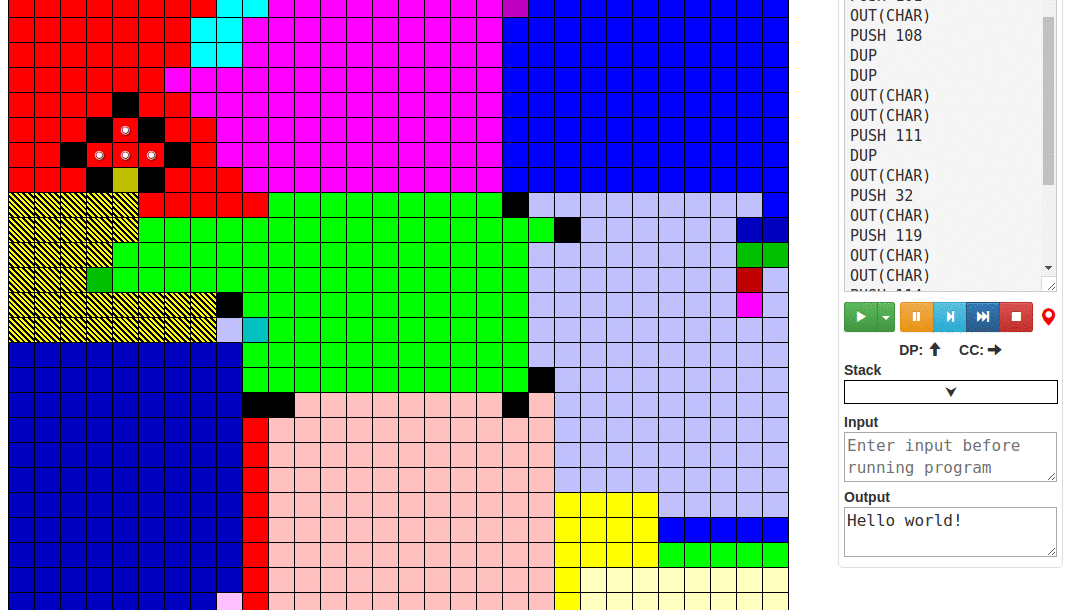 OUT(CHAR)
PUSH 108
DUP
DUP
OUT(CHAR)
OUT(CHAR)
PUSH 111
DUP
OUT(CHAR)
PUSH 32
OUT(CHAR)
PUSH 119
OUT(CHAR)
OUT(CHAR)
DP:
CC:
Stack
Input
Enter input before
running program
Output
Hello world!